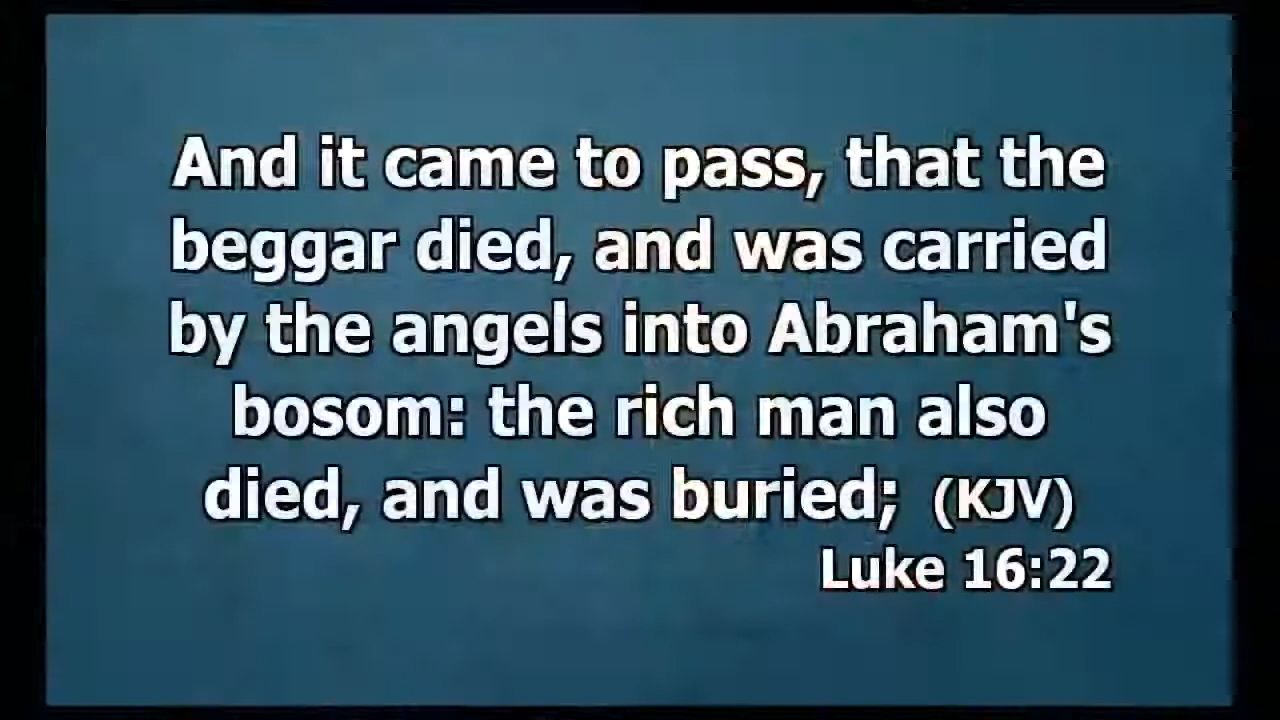 And it came to pass, that the
beggar died, and was carried
by the angels into Abraham's
bosom: the rich man also
died, and was buried; (KJV)
Luke 16:22